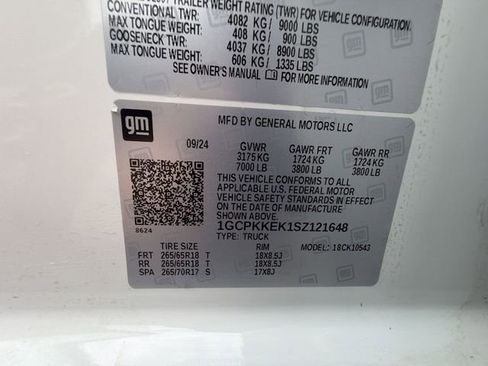 TRAILER WEIGHT RATING (TWR) FOR VEHICLE CONFIGURATION.
CONVENTIONAL TWR: 4082 KG / 9000 LBS
MAX TONGUE WEIGHT: 408 KG / 900 LBS
GOOSENECK TWR: 4037 KG / 8900 LBS
MAX TONGUE WEIGHT: 606 KG / 1335 LBS
SEE OWNER'S MANUAL FOR MORE INFORMATION
gm
MFD BY GENERAL MOTORS LLC
09/24 GVWR GAWR FRT GAWR RR
3175 KG 1724 KG 1724 KG
7000 LB 3800 LB 3800 LB
THIS VEHICLE CONFORMS TO ALL
APPLICABLE U.S. FEDERAL MOTOR
VEHICLE SAFETY STANDARDS IN EFFECT
ON THE DATE OF MANUFACTURE SHOWN
ABOVE.
1GCPKKEK1SZ121648
8624 TYPE: TRUCK MODEL: 18CK10543
TIRE SIZE RIM
FRT 265/65R18 T 18X8.5J
RR 265/65R18 T 18X8.5J
SPA 265/70R17 S 17X8J